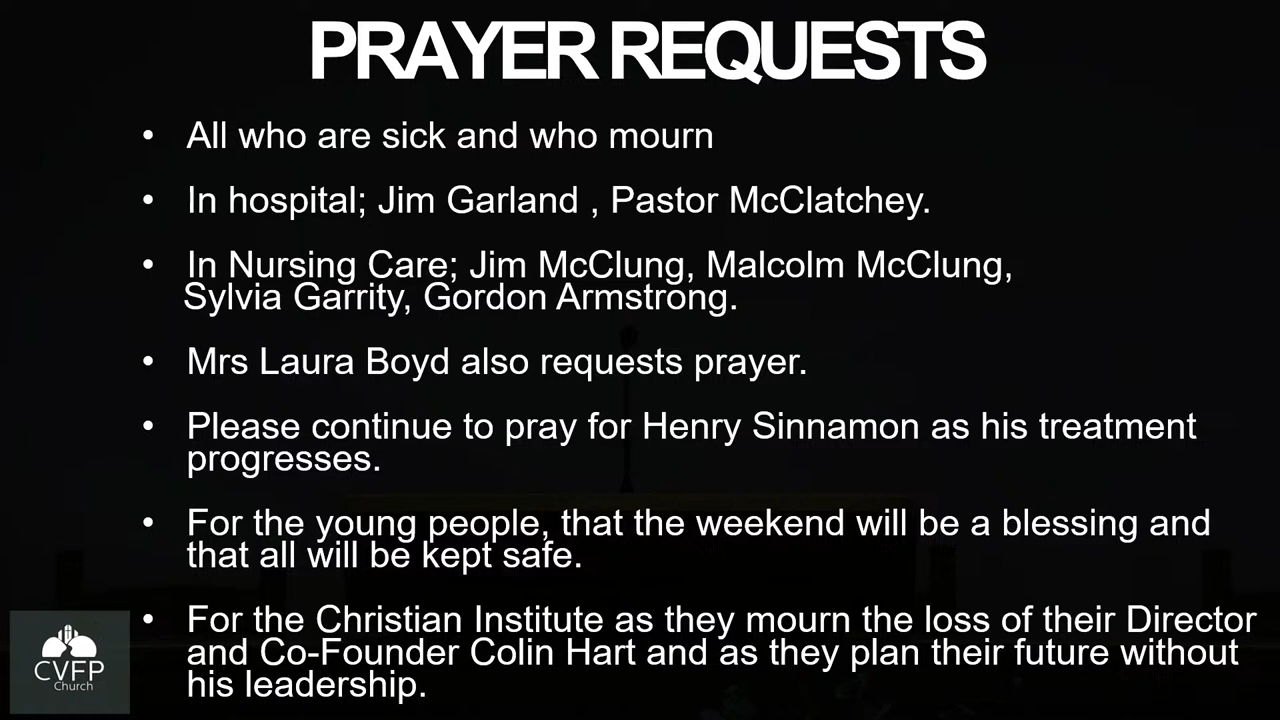 PRAYER REQUESTS
• All who are sick and who mourn
• In hospital; Jim Garland , Pastor McClatchey.
• In Nursing Care; Jim McClung, Malcolm McClung,
Sylvia Garrity, Gordon Armstrong.
• Mrs Laura Boyd also requests prayer.
• Please continue to pray for Henry Sinnamon as his treatment
progresses.
• For the young people, that the weekend will be a blessing and
that all will be kept safe.
• For the Christian Institute as they mourn the loss of their Director
and Co-Founder Colin Hart and as they plan their future without
his leadership.
CVFP
Church